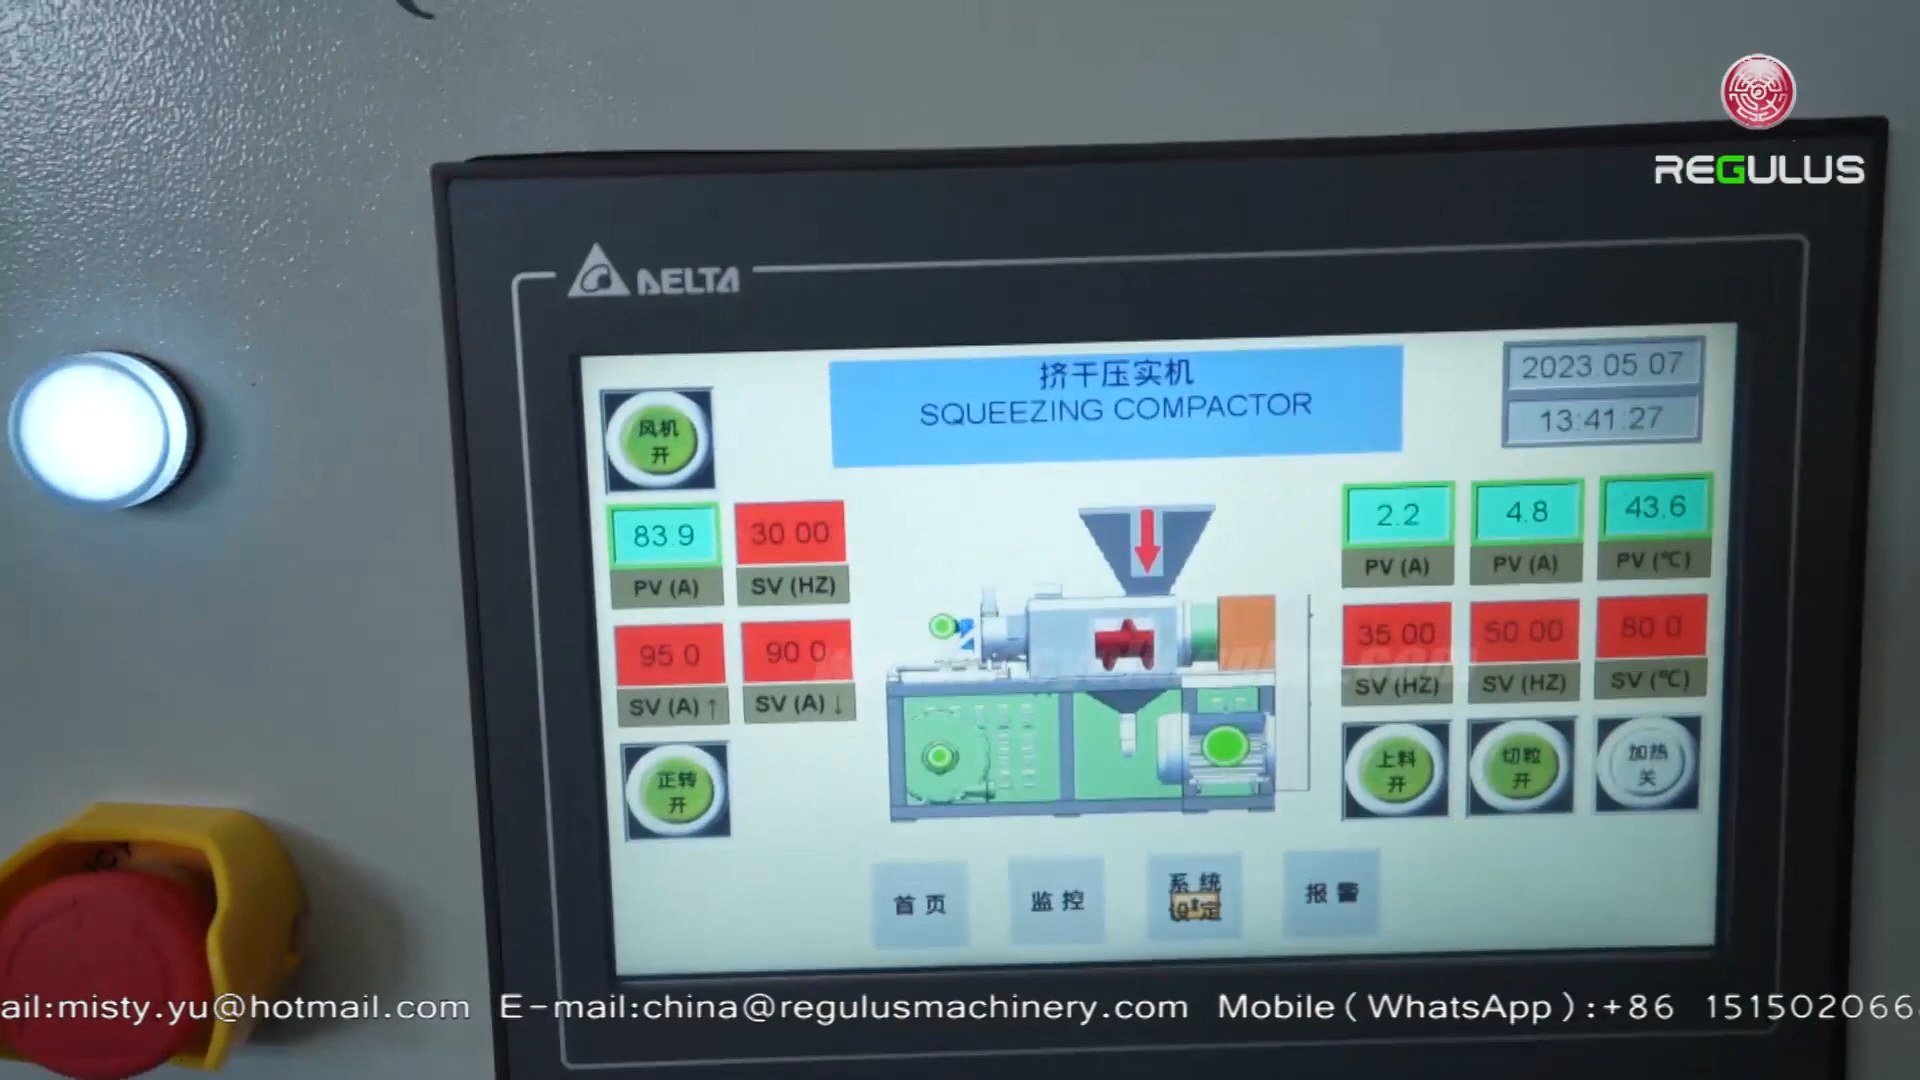 REGULUS
DELTA
挤干压实机
SQUEEZING COMPACTOR
2023.05.07
13:41:27
风机
开
83.9
PV (A)
30 00
SV (HZ)
95 0
SV (A) ↑
90 0
SV (A) ↓
正转
开
2.2
PV (A)
4.8
PV (A)
43.6
PV (℃)
35 00
SV (HZ)
50 00
SV (HZ)
80 0
SV (℃)
上料
开
切粒
开
加热
关
首页
监控
系统
设定
报警
ail:misty.yu@hotmail.com E-mail:china@regulusmachinery.com Mobile(WhatsApp):+86 151502066